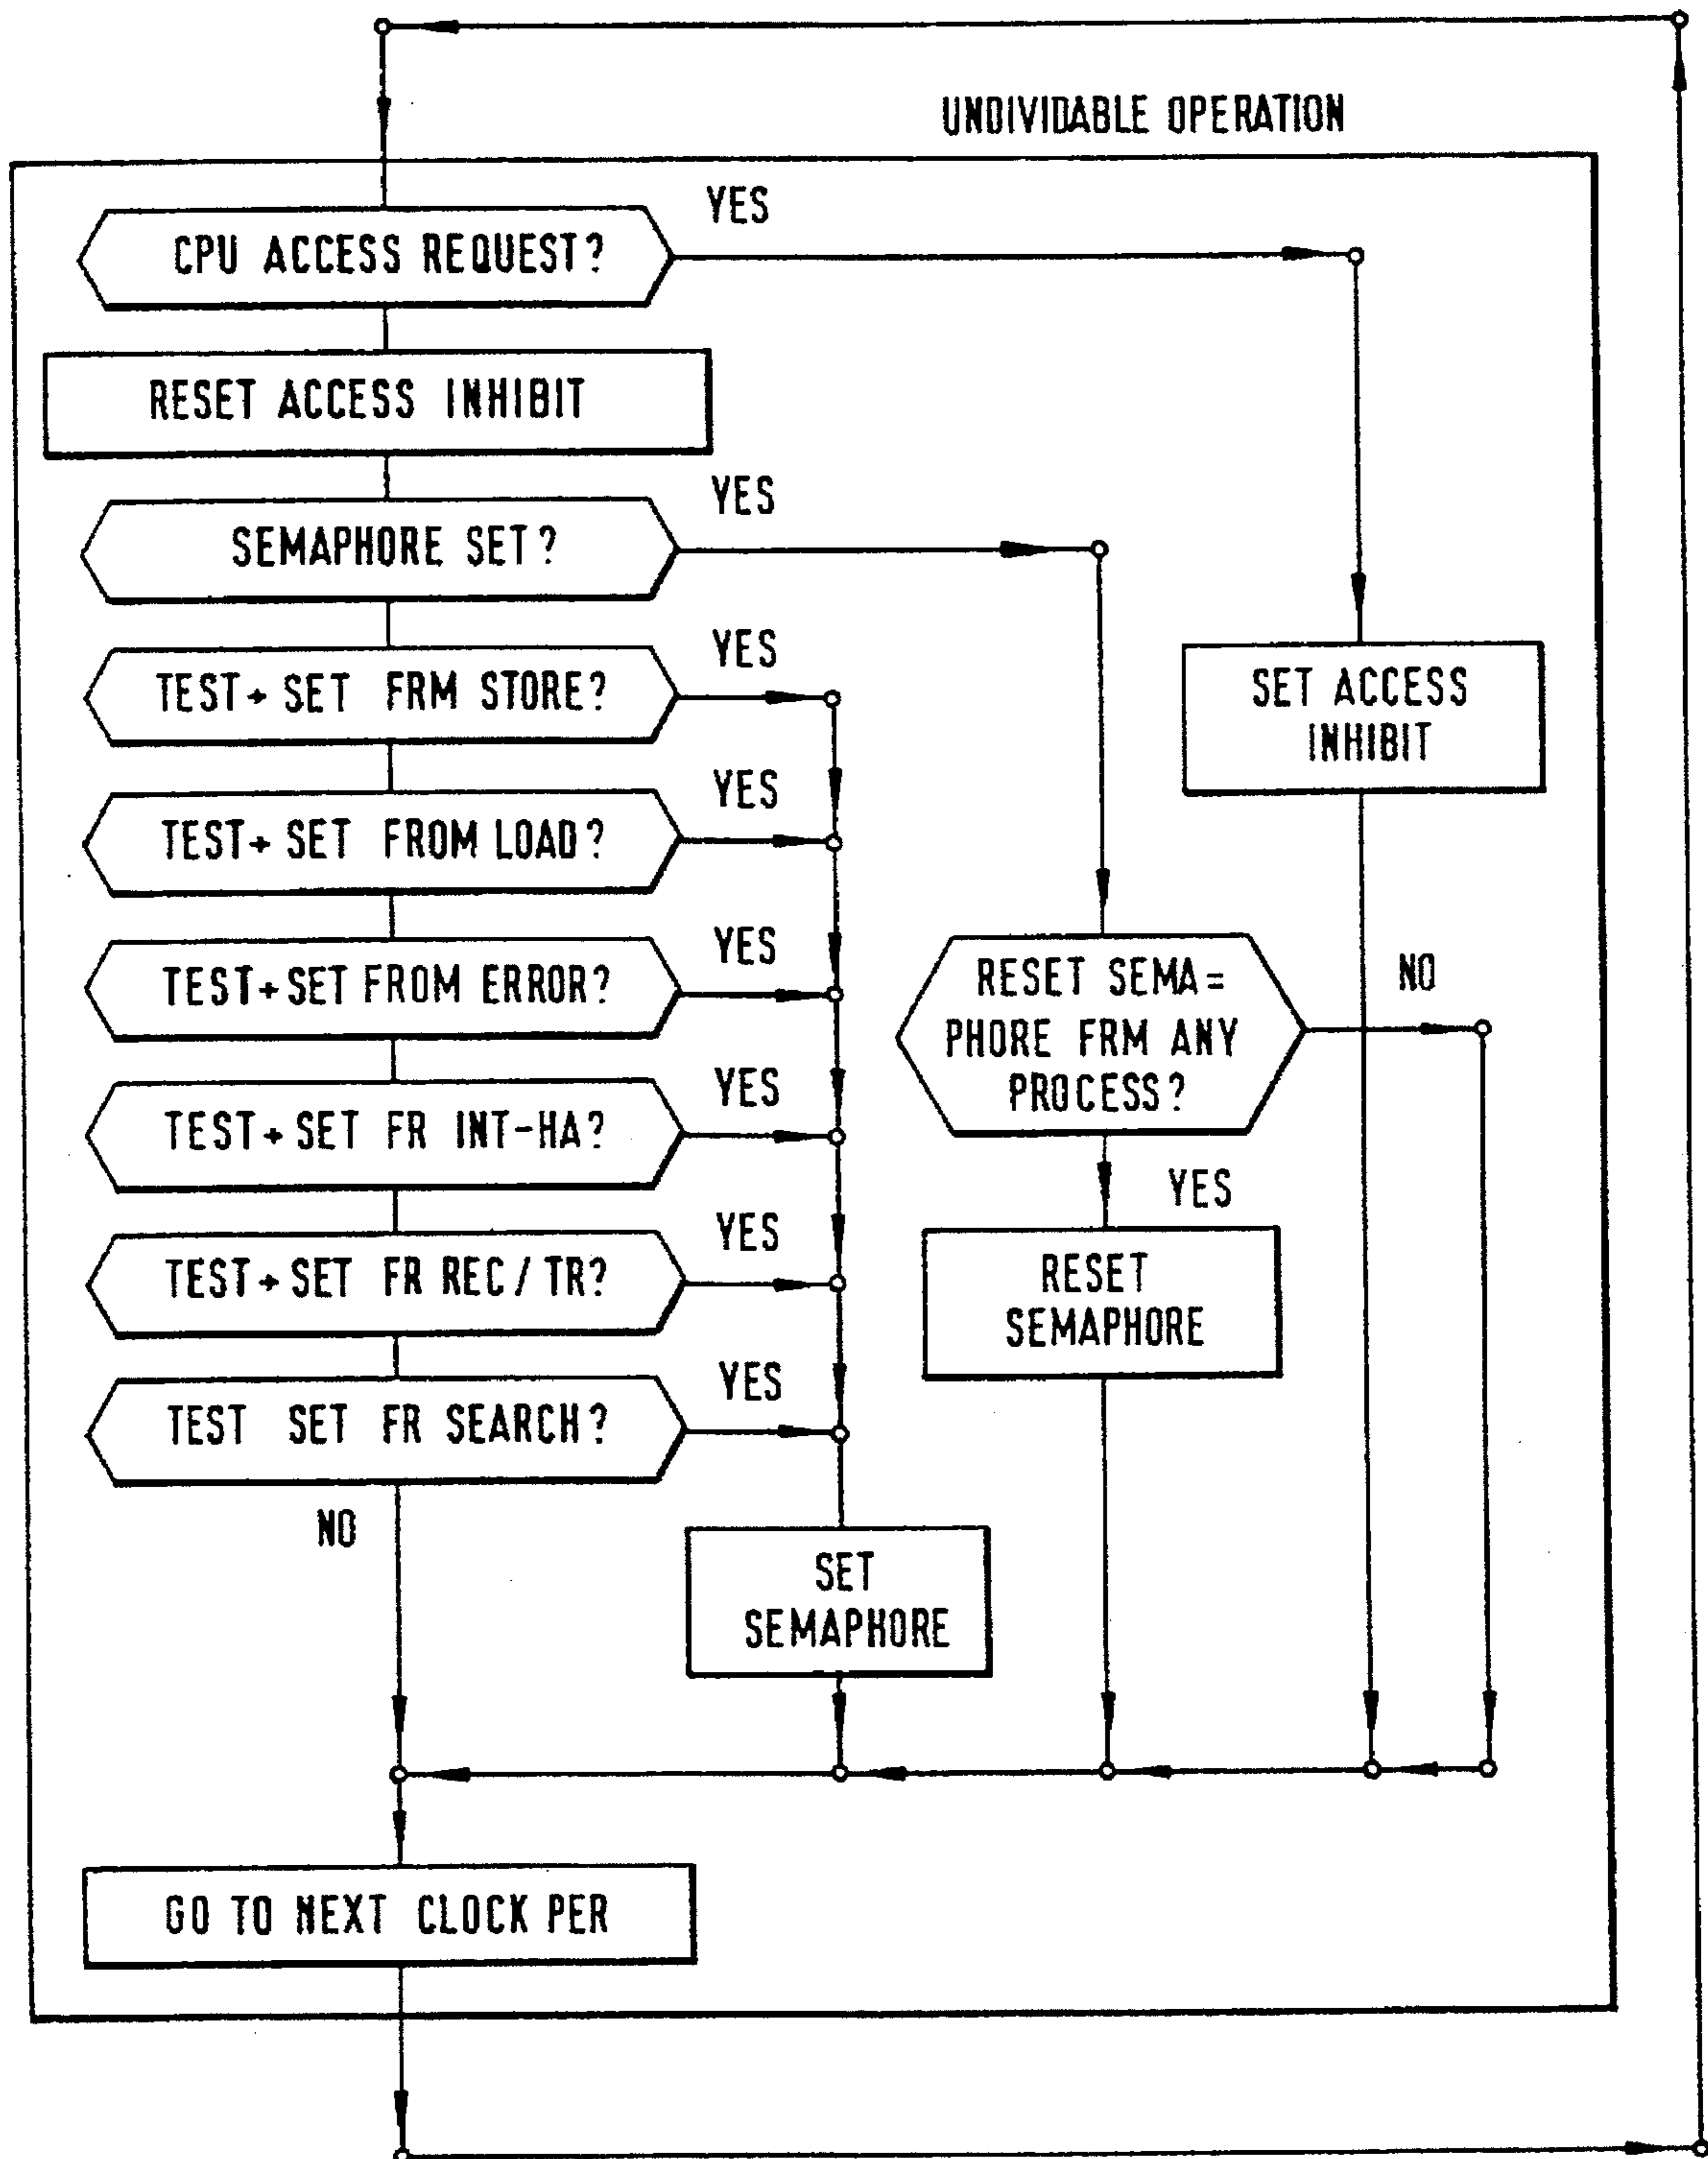 UNDIVIDABLE OPERATION
YES
CPU ACCESS REQUEST?
RESET ACCESS INHIBIT
YES
SEMAPHORE SET?
YES
TEST+ SET FRM STORE?
SET ACCESS
INHIBIT
YES
TEST+ SET FROM LOAD?
YES
TEST+SET FROM ERROR?
RESET SEMA=
PHORE FRM ANY
PROCESS?
NO
YES
TEST+ SET FR INT-HA?
YES
YES
TEST+ SET FR REC/TR?
RESET
SEMAPHORE
YES
TEST SET FR SEARCH?
NO
SET
SEMAPHORE
GO TO NEXT CLOCK PER